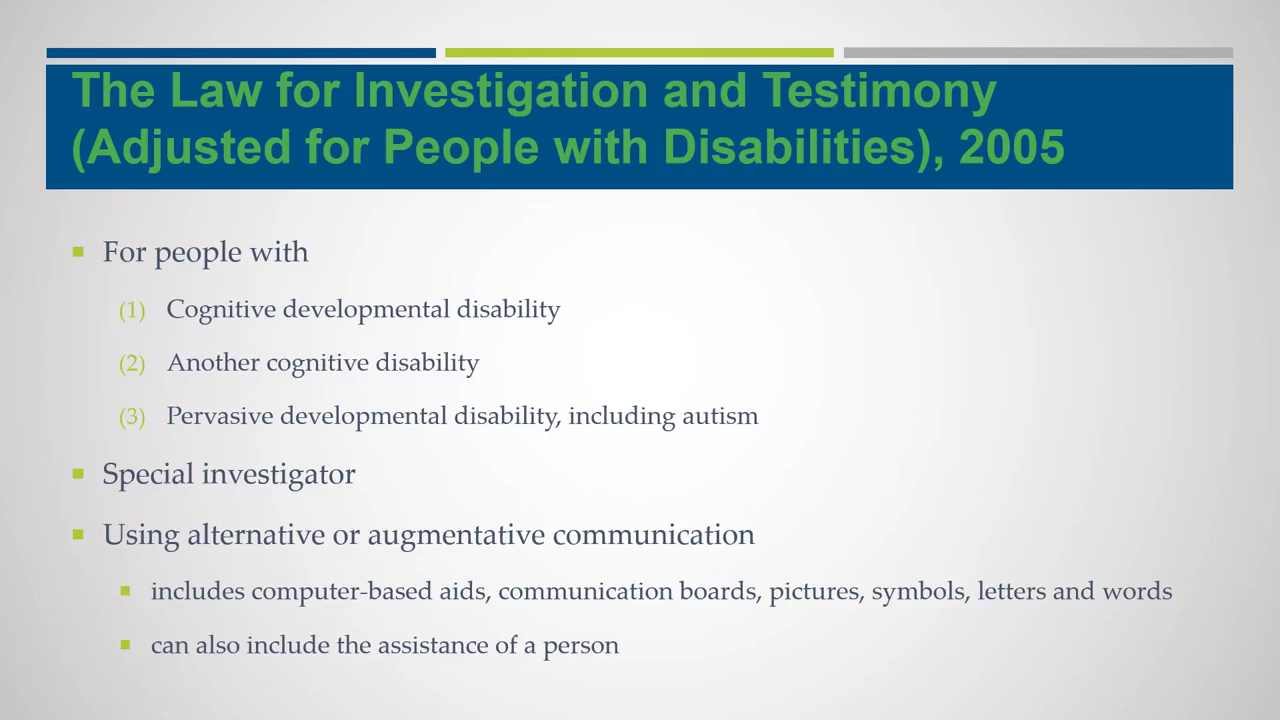 The Law for Investigation and Testimony
(Adjusted for People with Disabilities), 2005
▪ For people with
(1) Cognitive developmental disability
(2) Another cognitive disability
(3) Pervasive developmental disability, including autism
▪ Special investigator
▪ Using alternative or augmentative communication
▪ includes computer-based aids, communication boards, pictures, symbols, letters and words
▪ can also include the assistance of a person